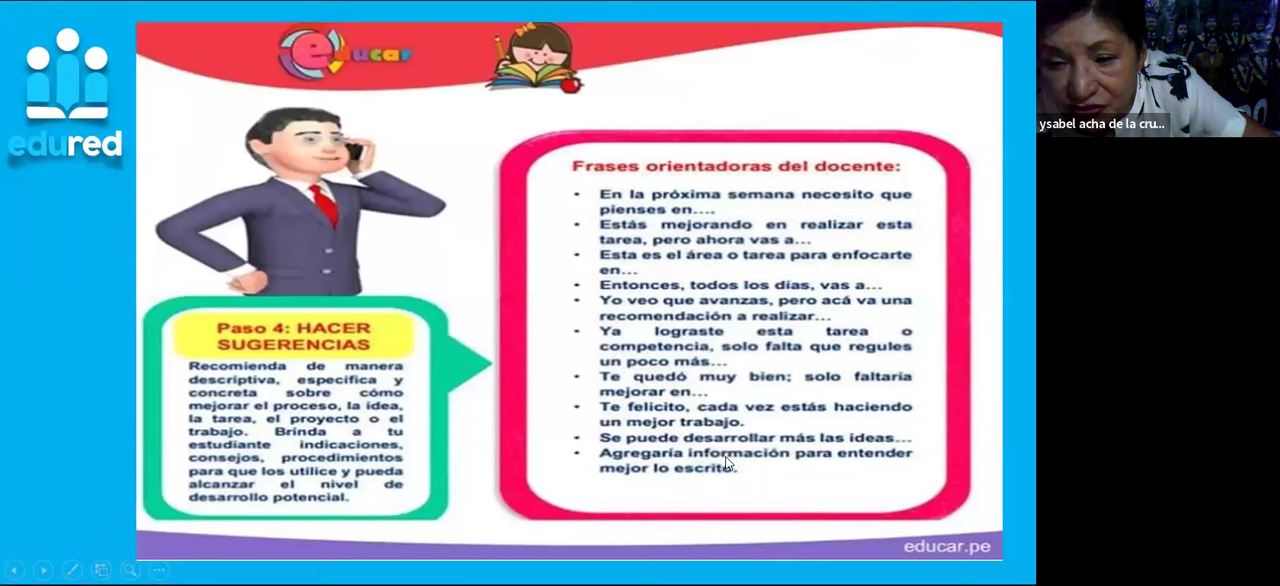 educar
edured
ysabel acha de la cru...
Frases orientadoras del docente:
• En la próxima semana necesito que
pienses en....
• Estás mejorando en realizar esta
tarea, pero ahora vas a...
• Esta es el área o tarea para enfocarte
en...
• Entonces, todos los días, vas a...
• Yo veo que avanzas, pero acá va una
recomendación a realizar...
• Ya lograste esta tarea o
competencia, solo falta que regules
un poco más...
• Te quedó muy bien; solo faltaría
mejorar en...
• Te felicito, cada vez estás haciendo
un mejor trabajo.
• Se puede desarrollar más las ideas...
• Agregaría información para entender
mejor lo escrito.
Paso 4: HACER
SUGERENCIAS
Recomienda de manera
descriptiva, específica y
concreta sobre cómo
mejorar el proceso, la idea,
la tarea, el proyecto o el
trabajo. Brinda a tu
estudiante indicaciones,
consejos, procedimientos
para que los utilice y pueda
alcanzar el nivel de
desarrollo potencial.
educar.pe